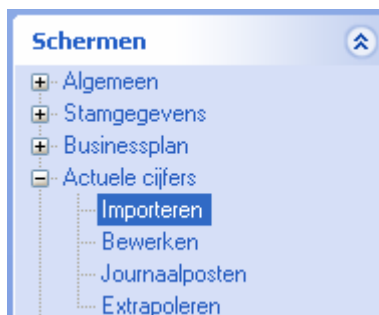 Schermen
Algemeen
Stamgegevens
Businessplan
Actuele cijfers
Importeren
Bewerken
Journaalposten
Extrapoleren